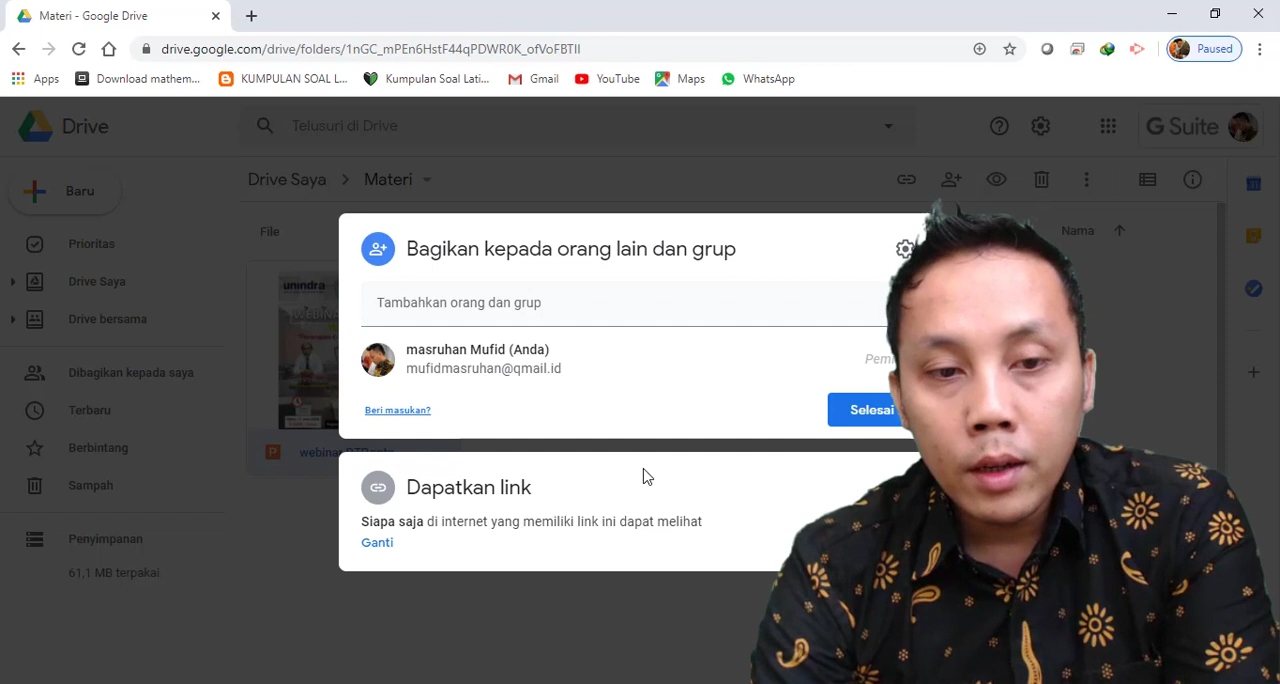 Materi - Google Drive
drive.google.com/drive/folders/1nGC_mPEn6HstF44qPDWR0K_ofVoFBTII
Paused
Apps Download mathem... KUMPULAN SOAL L... Kumpulan Soal Lati... Gmail YouTube Maps WhatsApp
Drive
Telusuri di Drive
G Suite
Baru
Drive Saya > Materi
Prioritas
Drive Saya
Drive bersama
Dibagikan kepada saya
Terbaru
Berbintang
Sampah
Penyimpanan
61,1 MB terpakai
File
Nama
unindra
WEBINA
webinar
Bagikan kepada orang lain dan grup
Tambahkan orang dan grup
masruhan Mufid (Anda)
mufidmasruhan@qmail.id
Pemi
Beri masukan?
Selesai
Dapatkan link
Siapa saja di internet yang memiliki link ini dapat melihat
Ganti